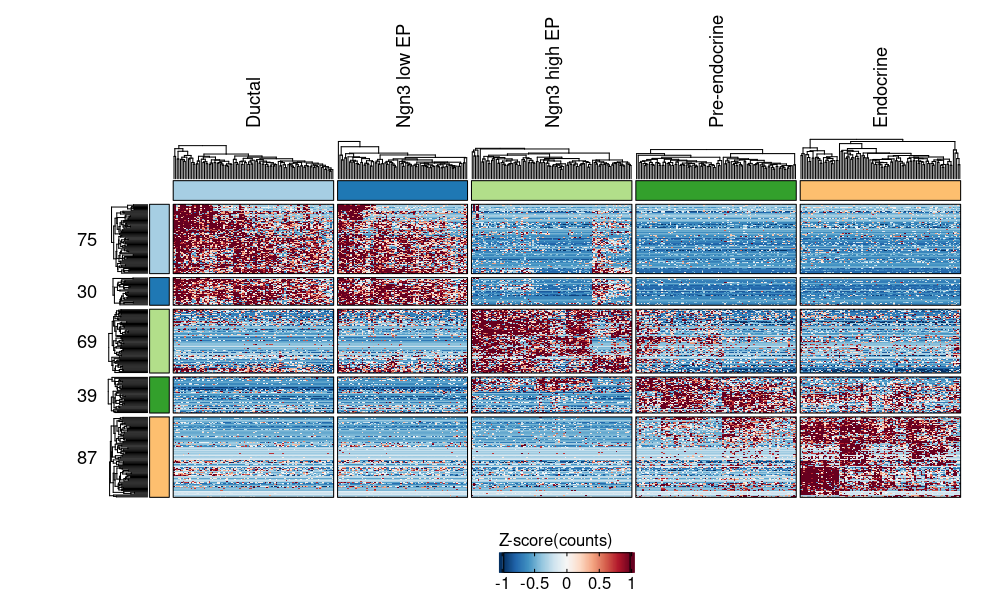 Ductal
Ngn3 low EP
Ngn3 high EP
Pre-endocrine
Endocrine
75
30
69
39
87
Z-score(counts)
-1 -0.5 0 0.5 1